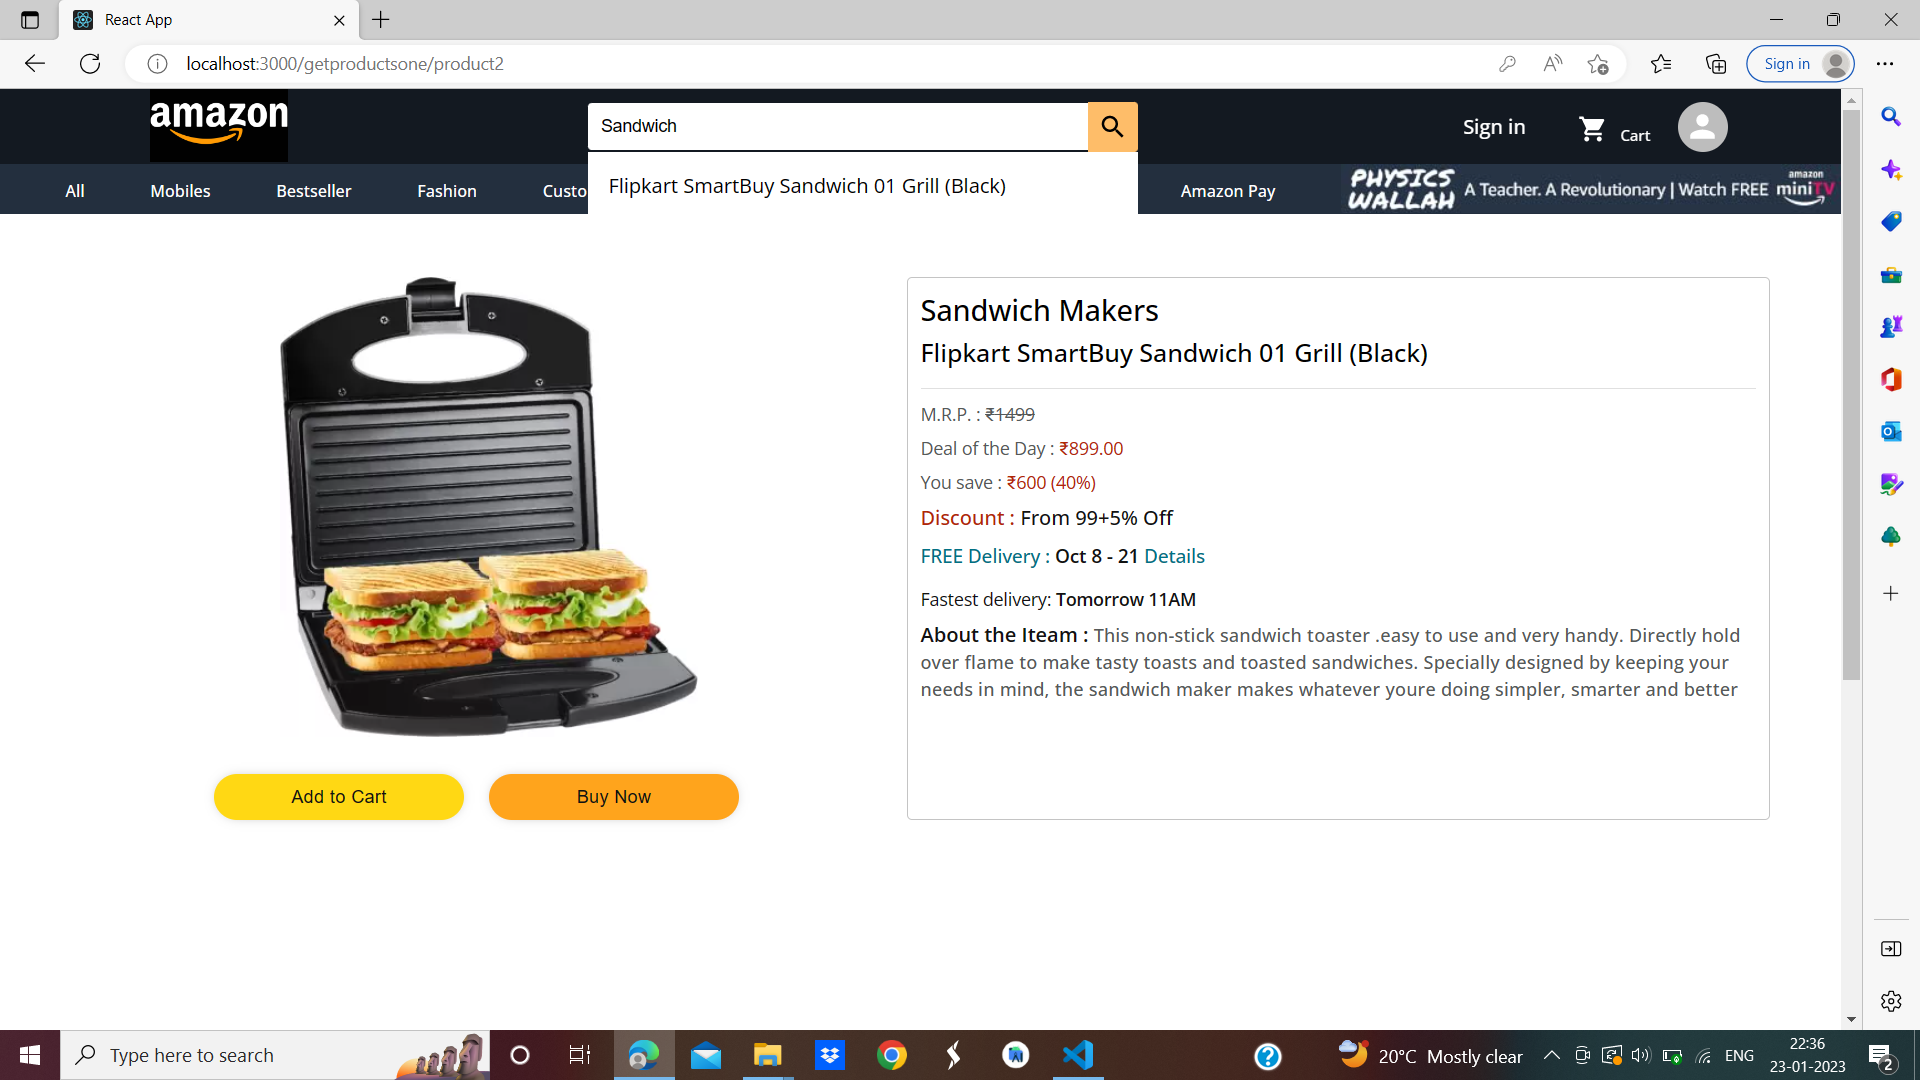 React App
localhost:3000/getproductsone/product2
Sign in
amazon
Sandwich
Sign in
Cart
Flipkart SmartBuy Sandwich 01 Grill (Black)
All
Mobiles
Bestseller
Fashion
Custo
Amazon Pay
PHYSICS
WALLAH
A Teacher. A Revolutionary | Watch FREE
amazon
miniTV
Sandwich Makers
Flipkart SmartBuy Sandwich 01 Grill (Black)
M.R.P. : ₹1499
Deal of the Day : ₹899.00
You save : ₹600 (40%)
Discount : From 99+5% Off
FREE Delivery : Oct 8 - 21 Details
Fastest delivery: Tomorrow 11AM
About the Iteam : This non-stick sandwich toaster .easy to use and very handy. Directly hold
over flame to make tasty toasts and toasted sandwiches. Specially designed by keeping your
needs in mind, the sandwich maker makes whatever youre doing simpler, smarter and better
Add to Cart
Buy Now
Type here to search
20°C Mostly clear
ENG
22:36
23-01-2023
2